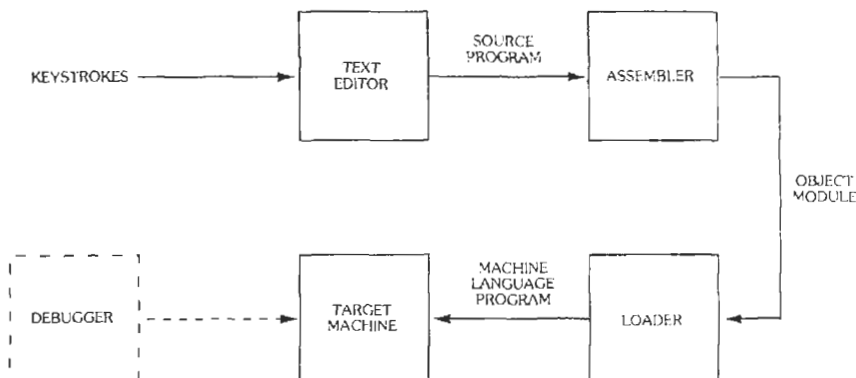 KEYSTROKES
TEXT
EDITOR
SOURCE
PROGRAM
ASSEMBLER
OBJECT
MODULE
DEBUGGER
TARGET
MACHINE
MACHINE
LANGUAGE
PROGRAM
LOADER